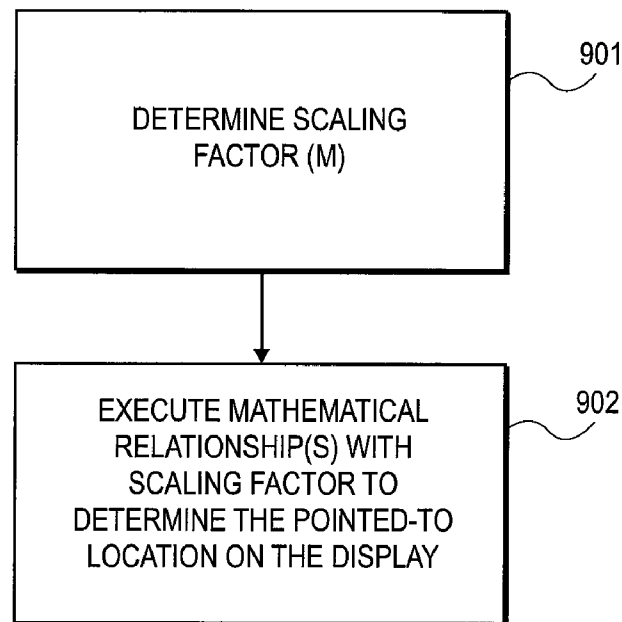 901
DETERMINE SCALING
FACTOR (M)
902
EXECUTE MATHEMATICAL
RELATIONSHIP(S) WITH
SCALING FACTOR TO
DETERMINE THE POINTED-TO
LOCATION ON THE DISPLAY